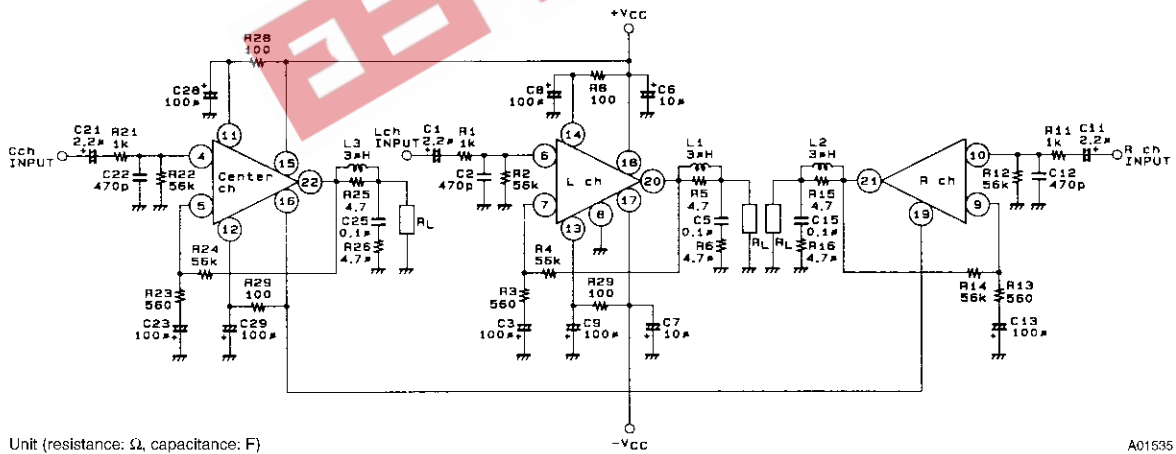 +VCC
R28
100
C28
100μ
+
11
C21
2.2μ
R21
1k
Cch
INPUT
+
C22
470p
R22
56k
4
5
Center
ch
12
15
16
22
L3
3μH
R25
4.7
C25
0.1μ
R26
4.7μ
RL
R24
56k
R23
560
C23
100μ
+
R29
100
C29
100μ
+
C8
100μ
+
R8
100
C6
10μ
+
14
Lch
INPUT
C1
2.2μ
+
R1
1k
C2
470p
R2
56k
6
7
L ch
18
17
8
13
20
L1
3μH
R5
4.7
C5
0.1μ
R6
4.7μ
RL
R4
56k
R3
560
C3
100μ
+
R29
100
C9
100μ
+
C7
10μ
+
L2
3μH
R15
4.7
C15
0.1μ
R16
4.7μ
RL
21
R ch
19
10
9
R11
1k
C11
2.2μ
+
R ch
INPUT
R12
56k
C12
470p
R14
56k
R13
560
C13
100μ
+
-VCC
Unit (resistance: Ω, capacitance: F)
A01535